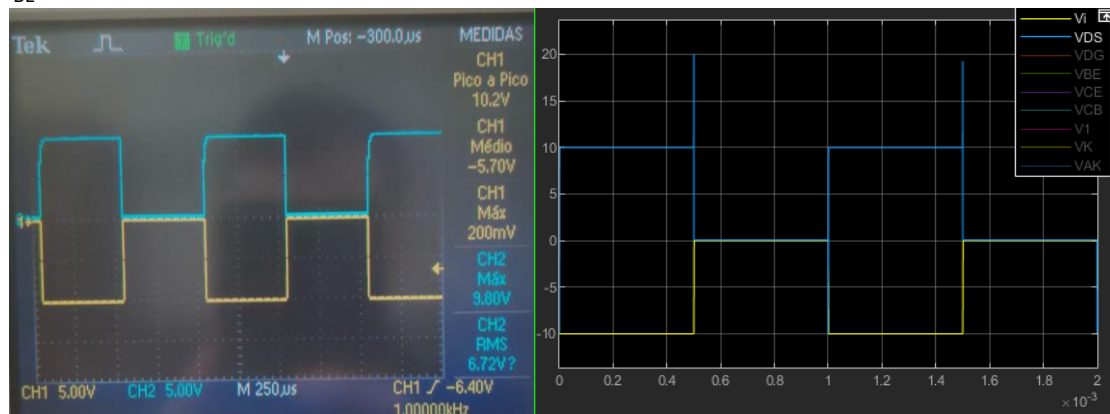 Tek
Trig'd
M Pos: -300.0µs
MEDIDAS
CH1
Pico a Pico
10.2V
CH1
Médio
-5.70V
CH1
Máx
200mV
CH2
Máx
9.80V
CH2
RMS
6.72V?
CH1 5.00V
CH2 5.00V
M 250µs
CH1
-6.40V
1.00000kHz
Vi
VDS
VDG
VBE
VCE
VCB
V1
VK
VAK
20
15
10
5
0
-5
-10
0 0.2 0.4 0.6 0.8 1 1.2 1.4 1.6 1.8 2
×10⁻³